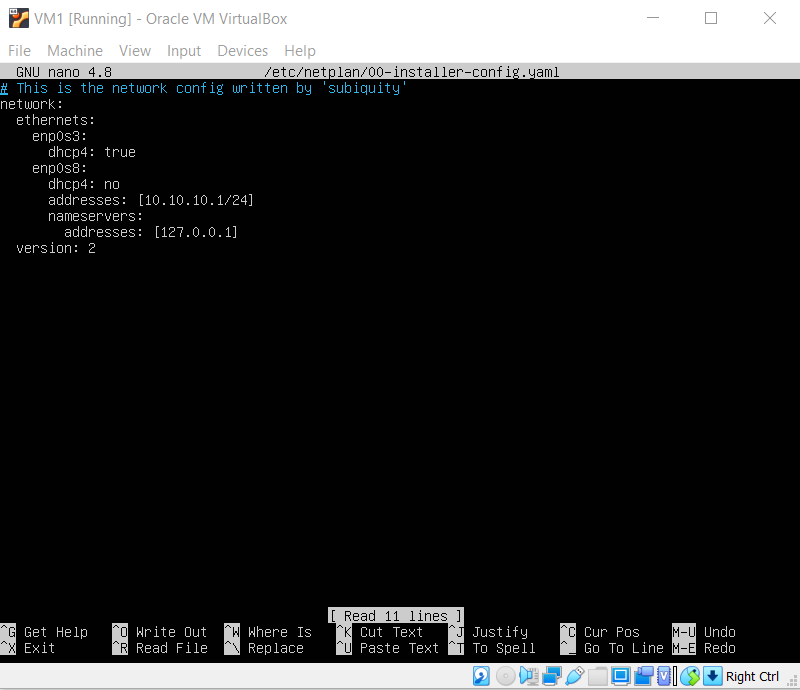 VM1 [Running] - Oracle VM VirtualBox
File Machine View Input Devices Help
GNU nano 4.8 /etc/netplan/00-installer-config.yaml
# This is the network config written by 'subiquity'
network:
  ethernets:
    enp0s3:
      dhcp4: true
    enp0s8:
      dhcp4: no
      addresses: [10.10.10.1/24]
      nameservers:
        addresses: [127.0.0.1]
  version: 2
[ Read 11 lines ]
^G Get Help ^O Write Out ^W Where Is ^K Cut Text ^J Justify ^C Cur Pos M-U Undo
^X Exit ^R Read File ^\ Replace ^U Paste Text ^T To Spell ^_ Go To Line M-E Redo
Right Ctrl